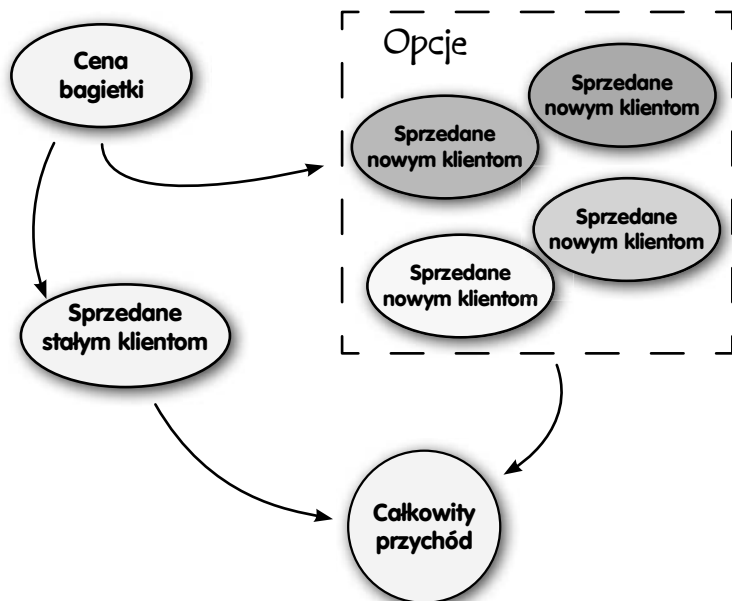 Cena
bagietki
Opcje
Sprzedane
nowym klientom
Sprzedane
nowym klientom
Sprzedane
nowym klientom
Sprzedane
nowym klientom
Sprzedane
stałym klientom
Całkowity
przychód